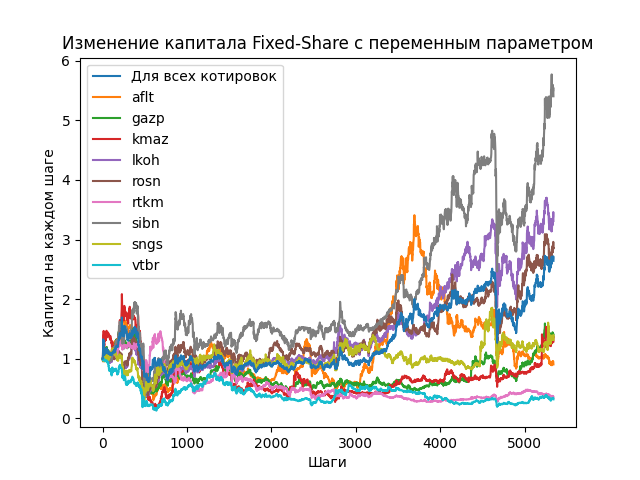 Изменение капитала Fixed-Share с переменным параметром
Капитал на каждом шаге
6
5
4
3
2
1
0
Для всех котировок
aflt
gazp
kmaz
lkoh
rosn
rtkm
sibn
sngs
vtbr
0 1000 2000 3000 4000 5000
Шаги